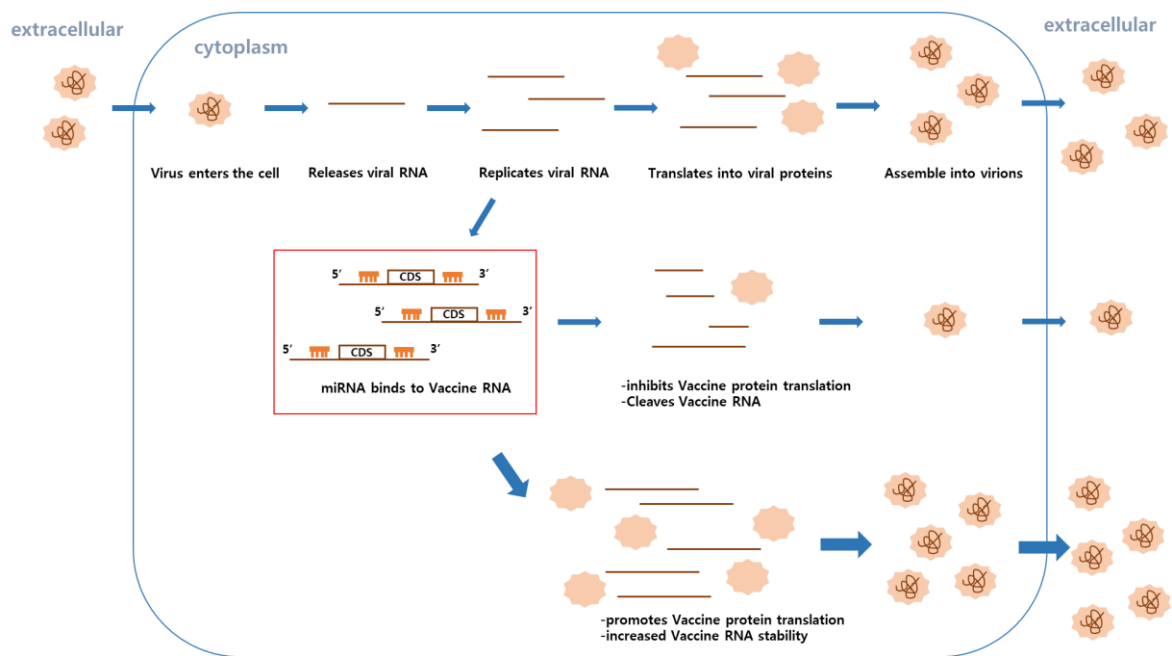 extracellular
cytoplasm
extracellular
Virus enters the cell
Releases viral RNA
Replicates viral RNA
Translates into viral proteins
Assemble into virions
5′ CDS 3′
5′ CDS 3′
5′ CDS 3′
miRNA binds to Vaccine RNA
-inhibits Vaccine protein translation
-Cleaves Vaccine RNA
-promotes Vaccine protein translation
-increased Vaccine RNA stability